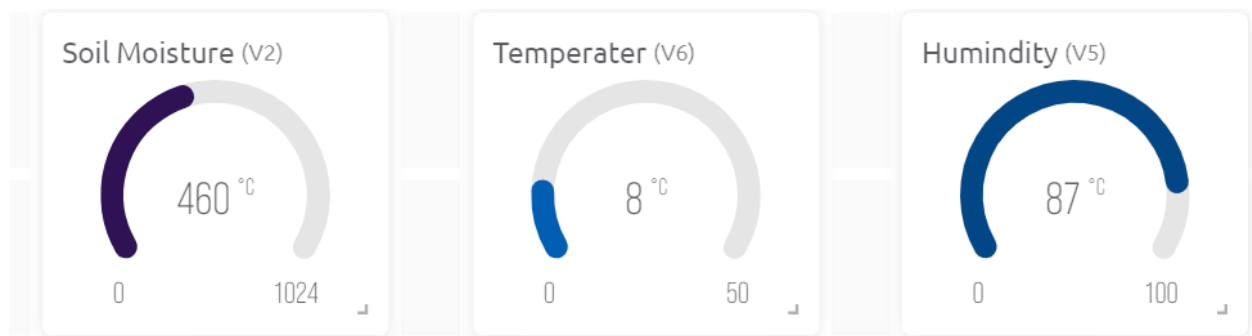 Soil Moisture (V2)
460 °C
0 1024
Temperater (V6)
8 °C
0 50
Humindity (V5)
87 °C
0 100